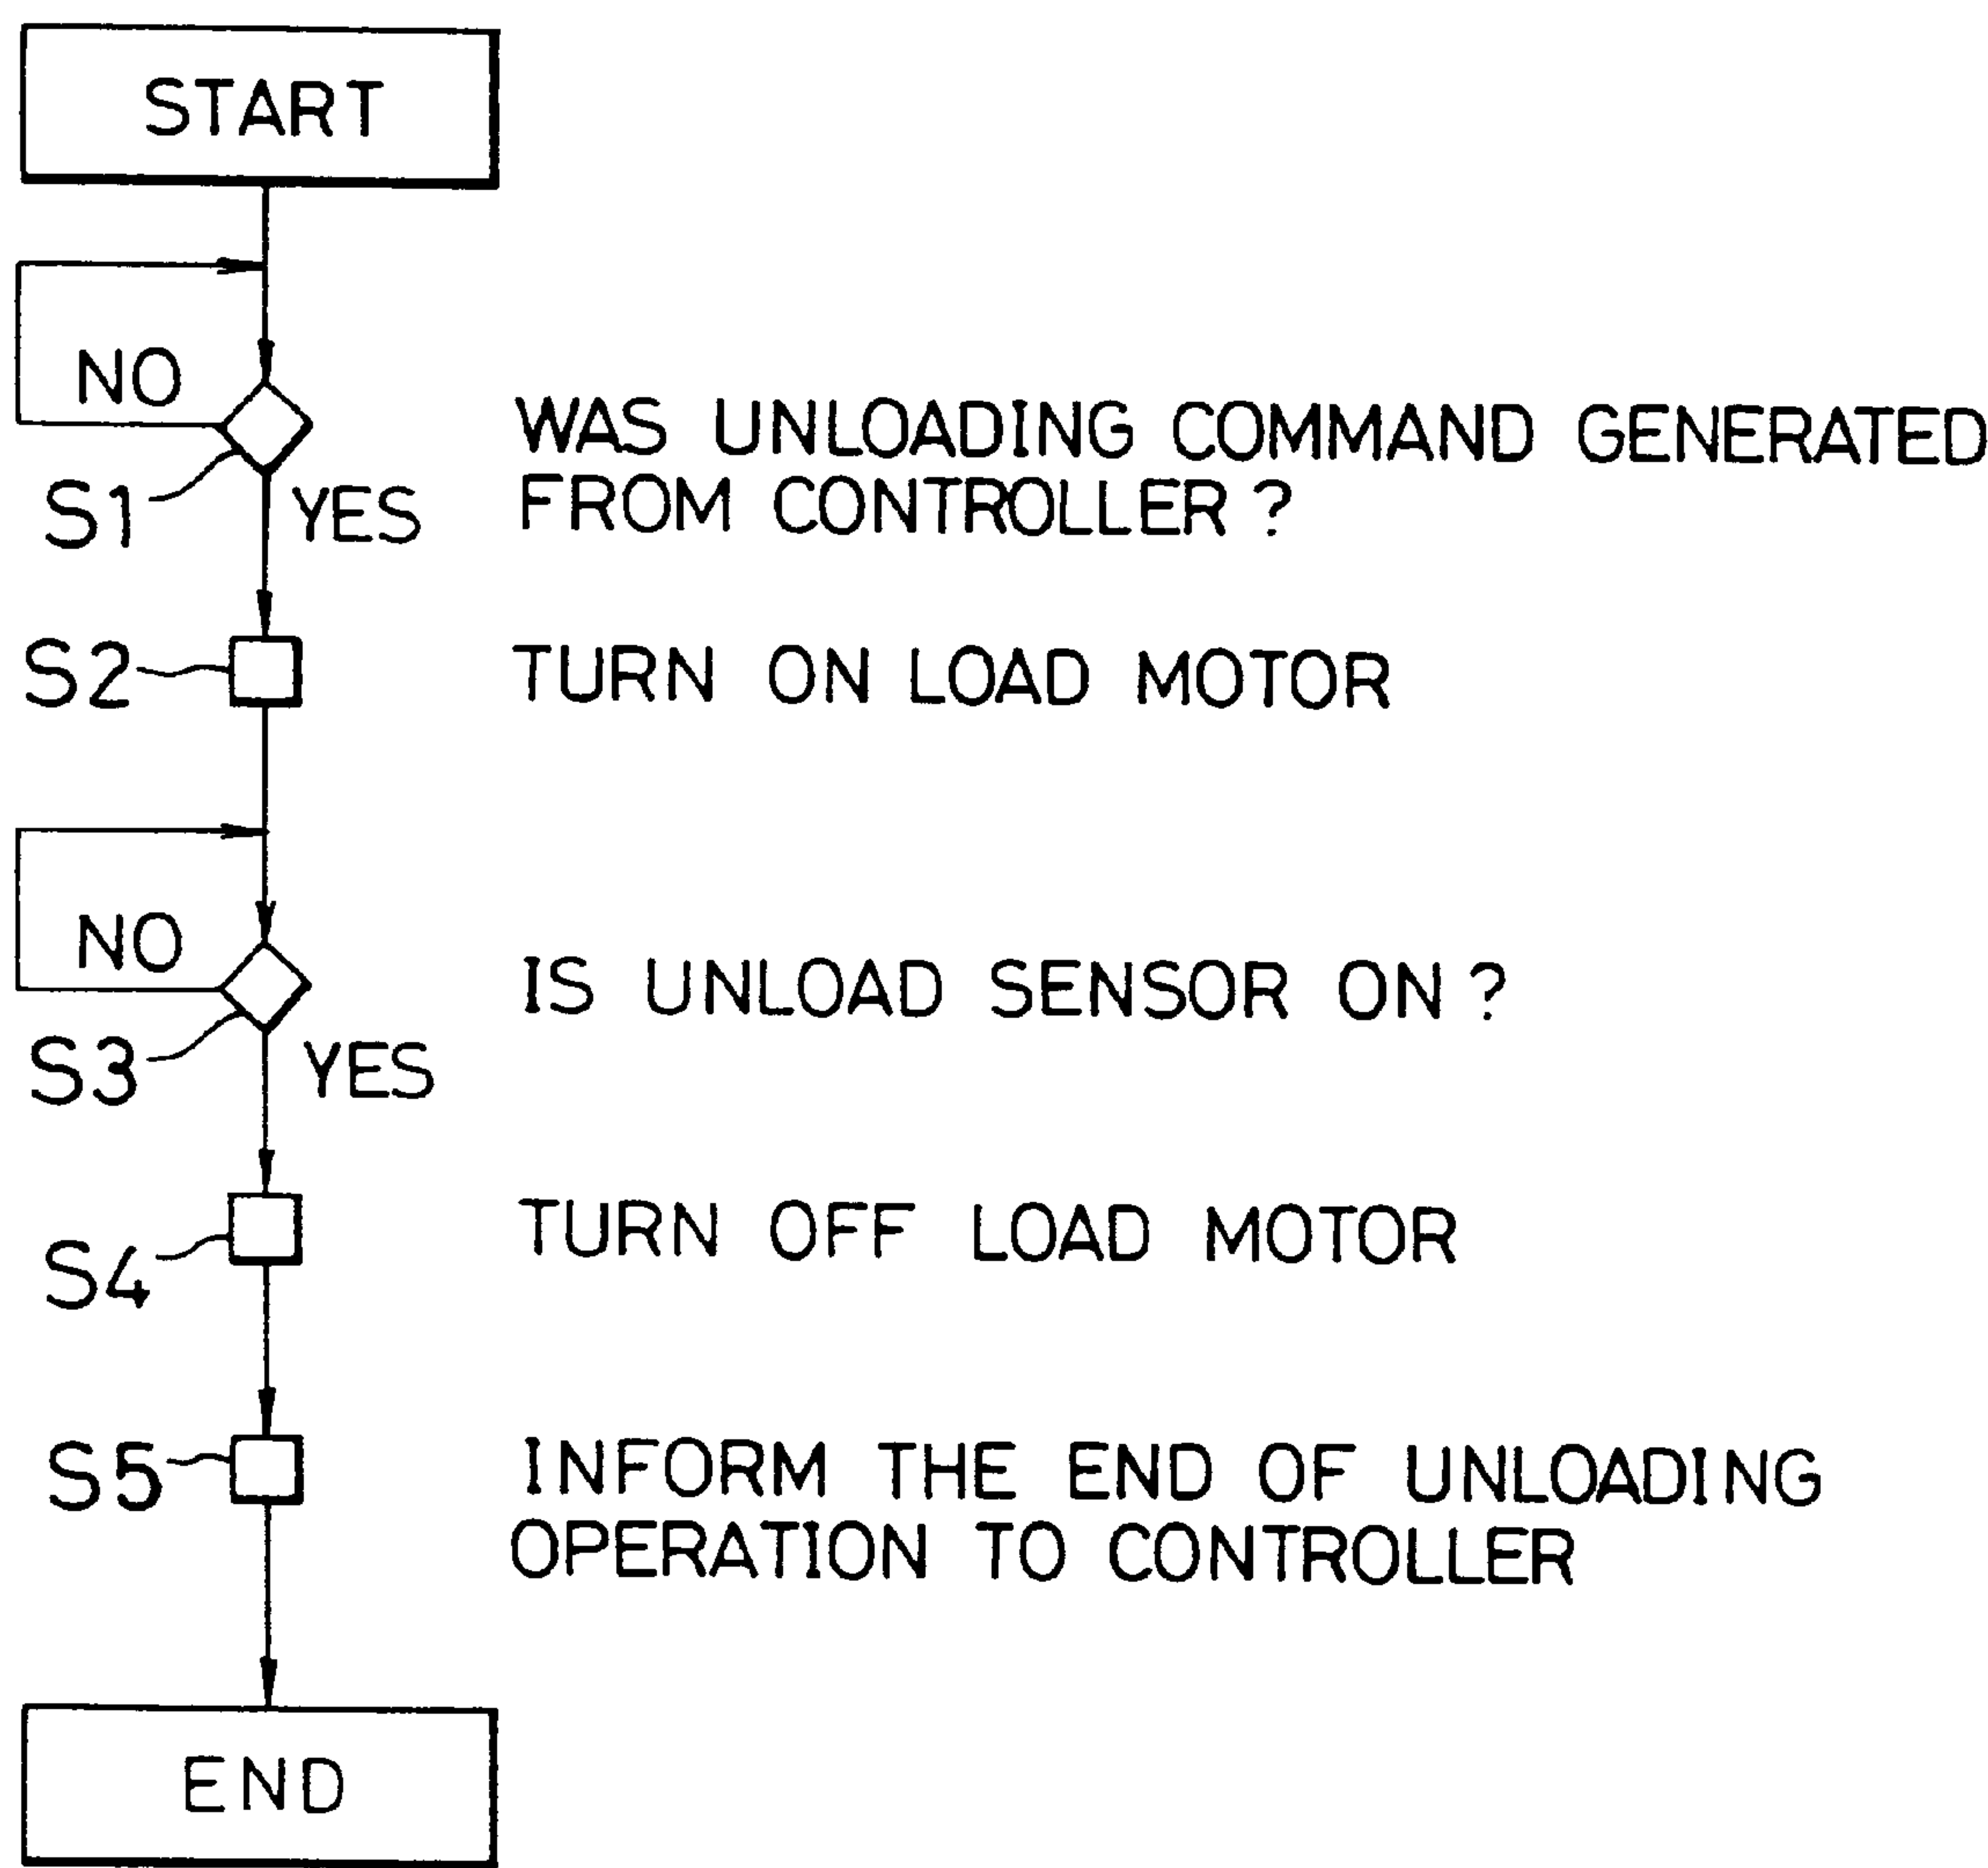 START
NO
WAS UNLOADING COMMAND GENERATED
FROM CONTROLLER?
S1
YES
S2
TURN ON LOAD MOTOR
NO
IS UNLOAD SENSOR ON?
S3
YES
TURN OFF LOAD MOTOR
S4
S5
INFORM THE END OF UNLOADING
OPERATION TO CONTROLLER
END